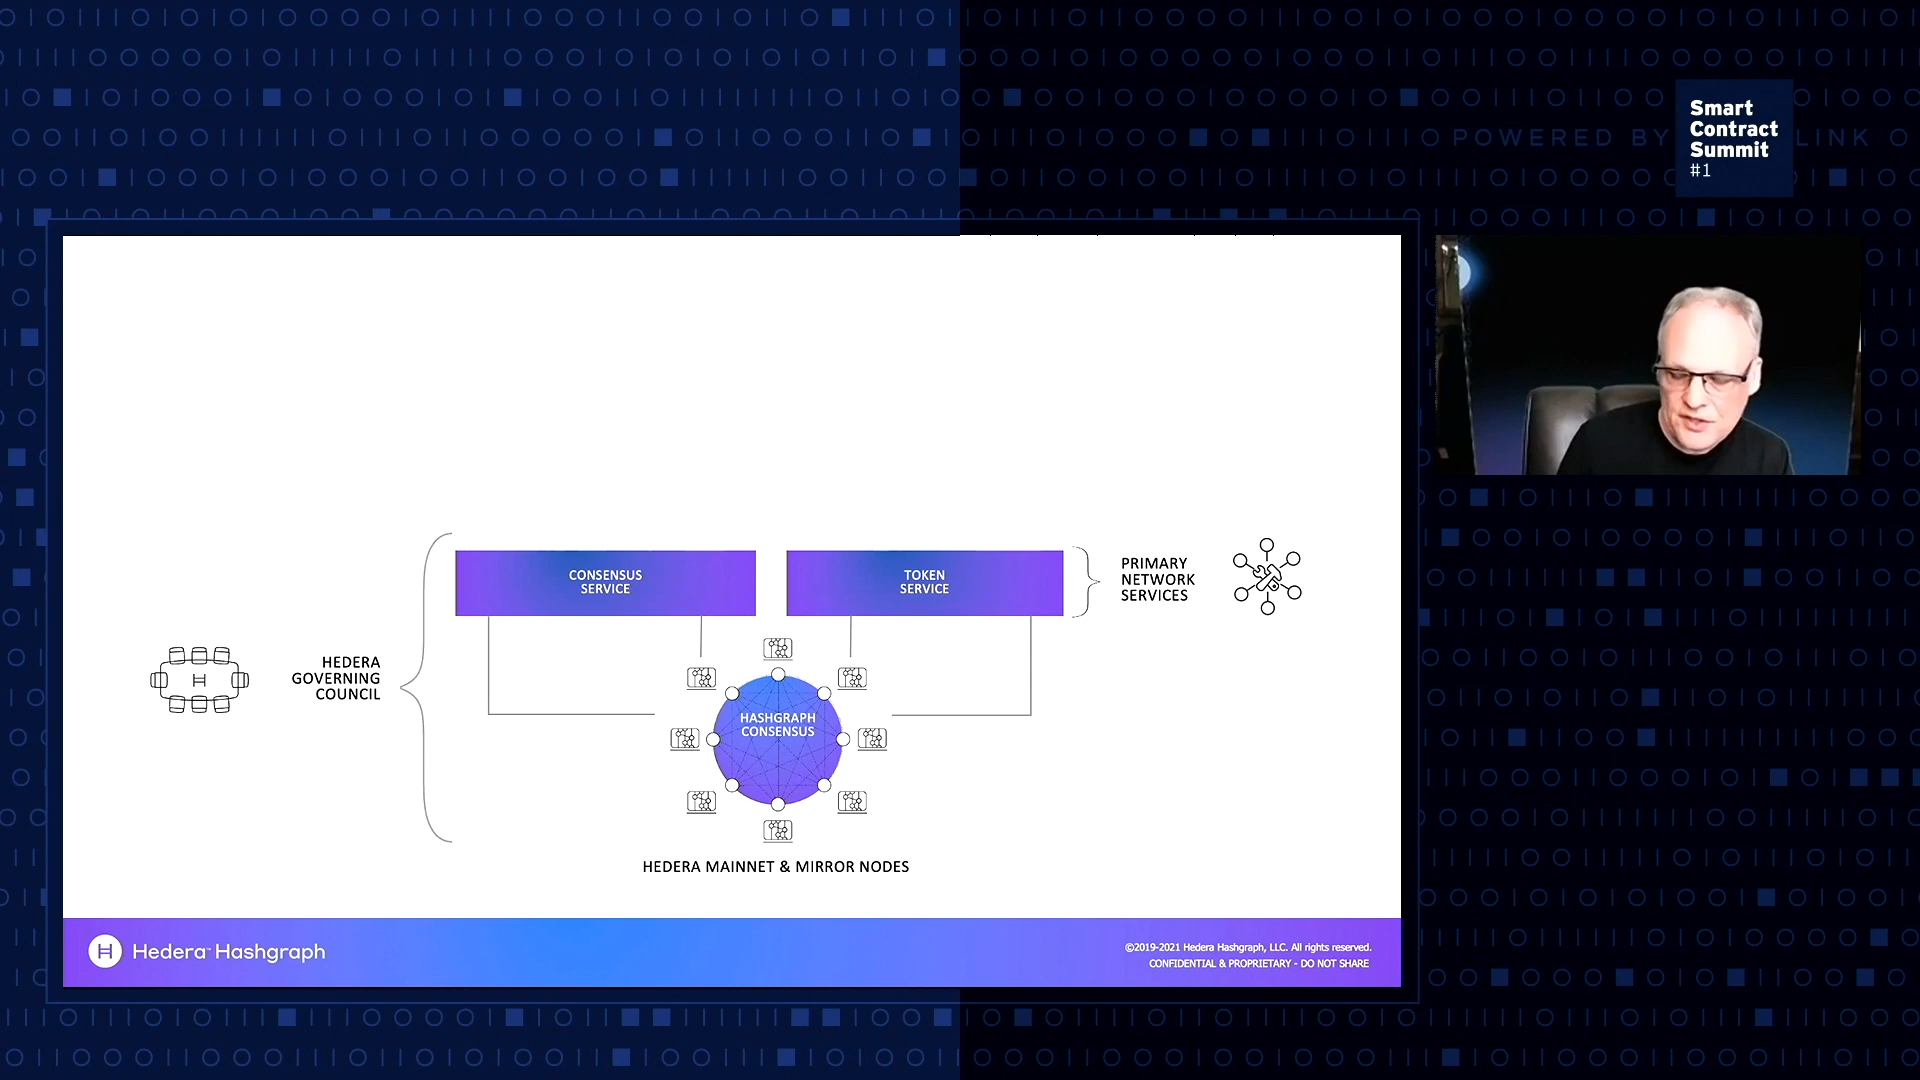 POWERED BY
LINK
Smart
Contract
Summit
#1
CONSENSUS
SERVICE
TOKEN
SERVICE
PRIMARY
NETWORK
SERVICES
HEDERA
GOVERNING
COUNCIL
H
HASHGRAPH
CONSENSUS
HEDERA MAINNET & MIRROR NODES
H Hedera™ Hashgraph
©2019-2021 Hedera Hashgraph, LLC. All rights reserved.
CONFIDENTIAL & PROPRIETARY - DO NOT SHARE